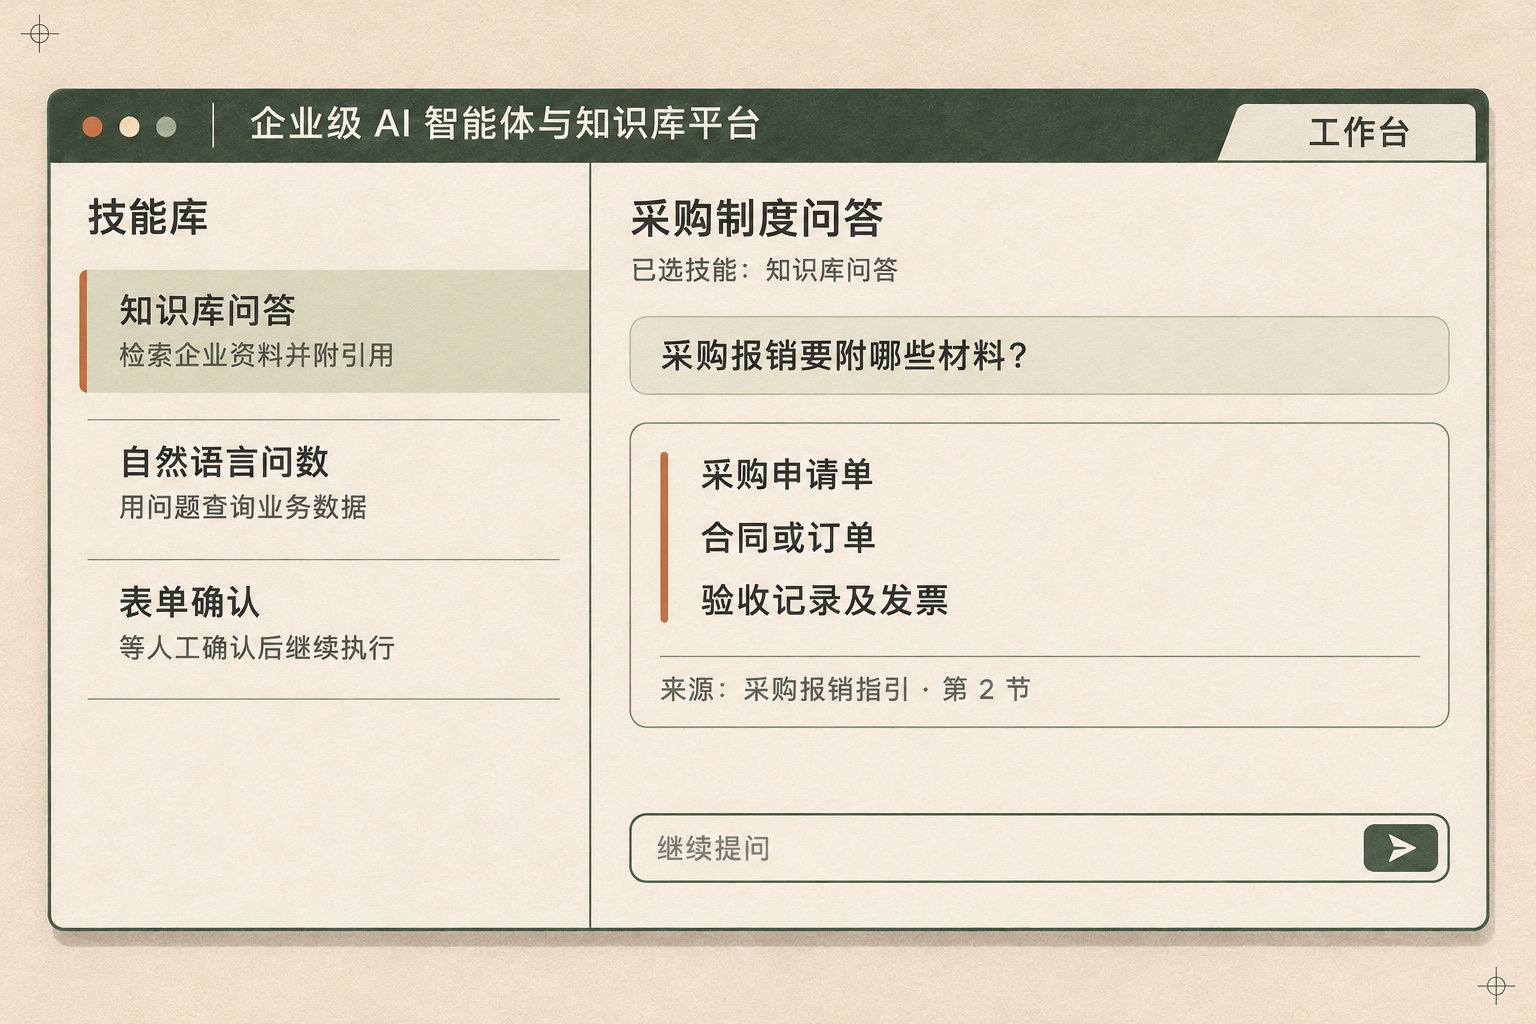 企业级 AI 智能体与知识库平台
工作台
技能库
知识库问答
检索企业资料并附引用
自然语言问数
用问题查询业务数据
表单确认
等人工确认后继续执行
采购制度问答
已选技能：知识库问答
采购报销要附哪些材料？
采购申请单
合同或订单
验收记录及发票
来源：采购报销指引 · 第 2 节
继续提问